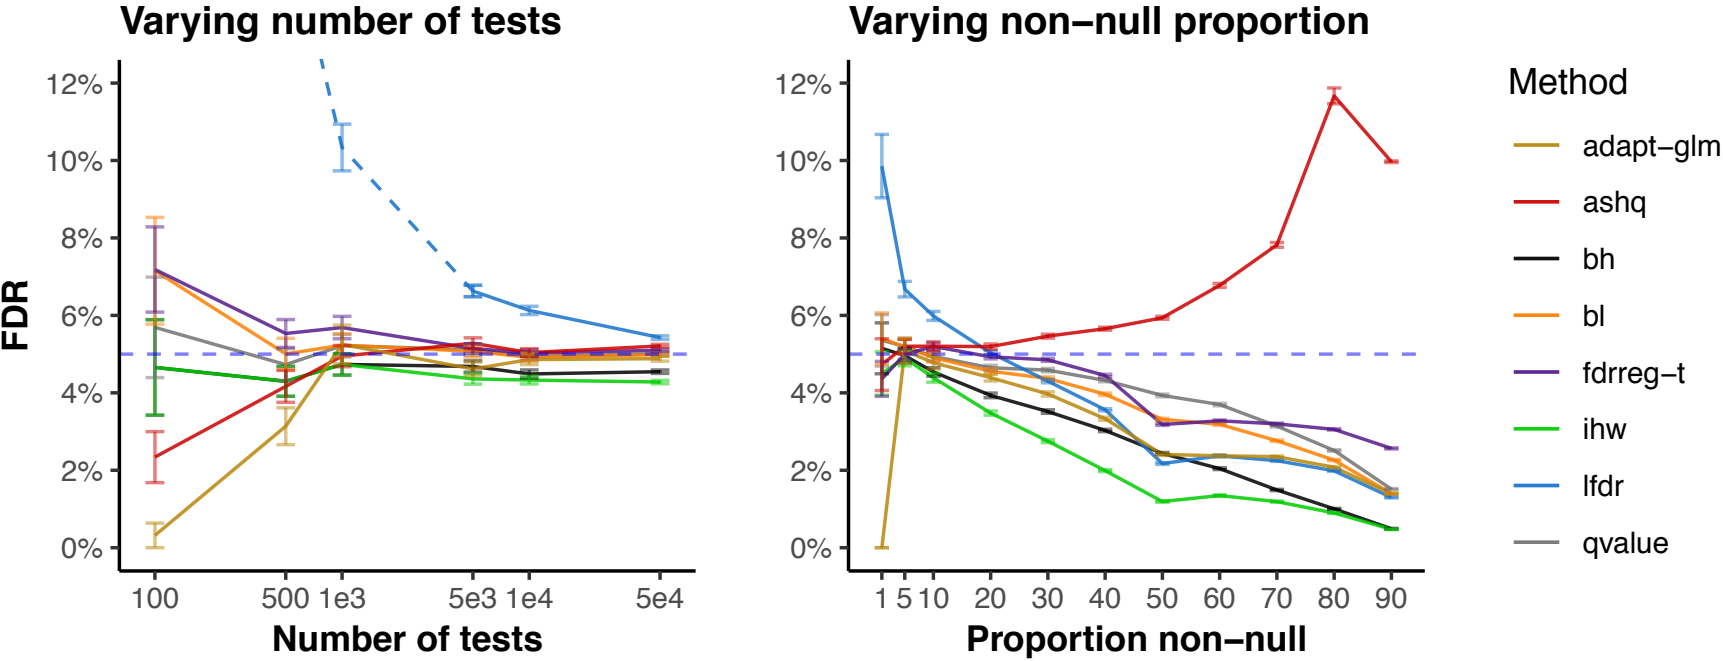 Varying number of tests
FDR
12%
10%
8%
6%
4%
2%
0%
100 500 1e3 5e3 1e4 5e4
Number of tests
Varying non−null proportion
12%
10%
8%
6%
4%
2%
0%
1 5 10 20 30 40 50 60 70 80 90
Proportion non−null
Method
adapt−glm
ashq
bh
bl
fdrreg−t
ihw
lfdr
qvalue